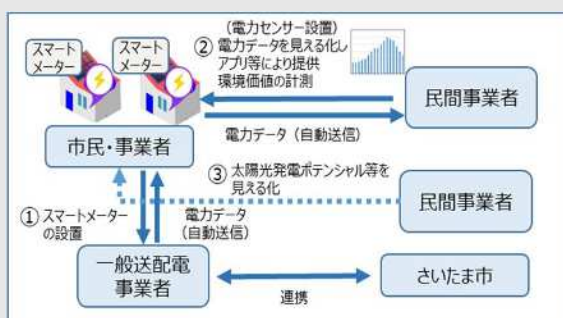 スマート
メーター
スマート
メーター
(電力センサー設置)
② 電力データを見える化し
アプリ等により提供
環境価値の計測
民間事業者
電力データ(自動送信)
市民・事業者
③ 太陽光発電ポテンシャル等を
見える化
民間事業者
① スマートメーター
の設置
電力データ
(自動送信)
一般送配電
事業者
連携
さいたま市